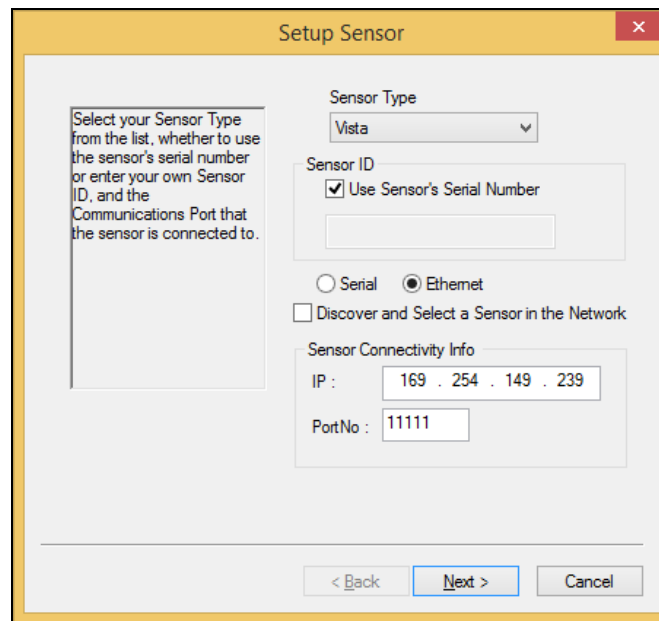 Setup Sensor
Select your Sensor Type
from the list, whether to use
the sensor's serial number
or enter your own Sensor
ID, and the
Communications Port that
the sensor is connected to.
Sensor Type
Vista
Sensor ID
Use Sensor's Serial Number
Serial Ethernet
Discover and Select a Sensor in the Network
Sensor Connectivity Info
IP : 169 . 254 . 149 . 239
PortNo : 11111
< Back Next > Cancel